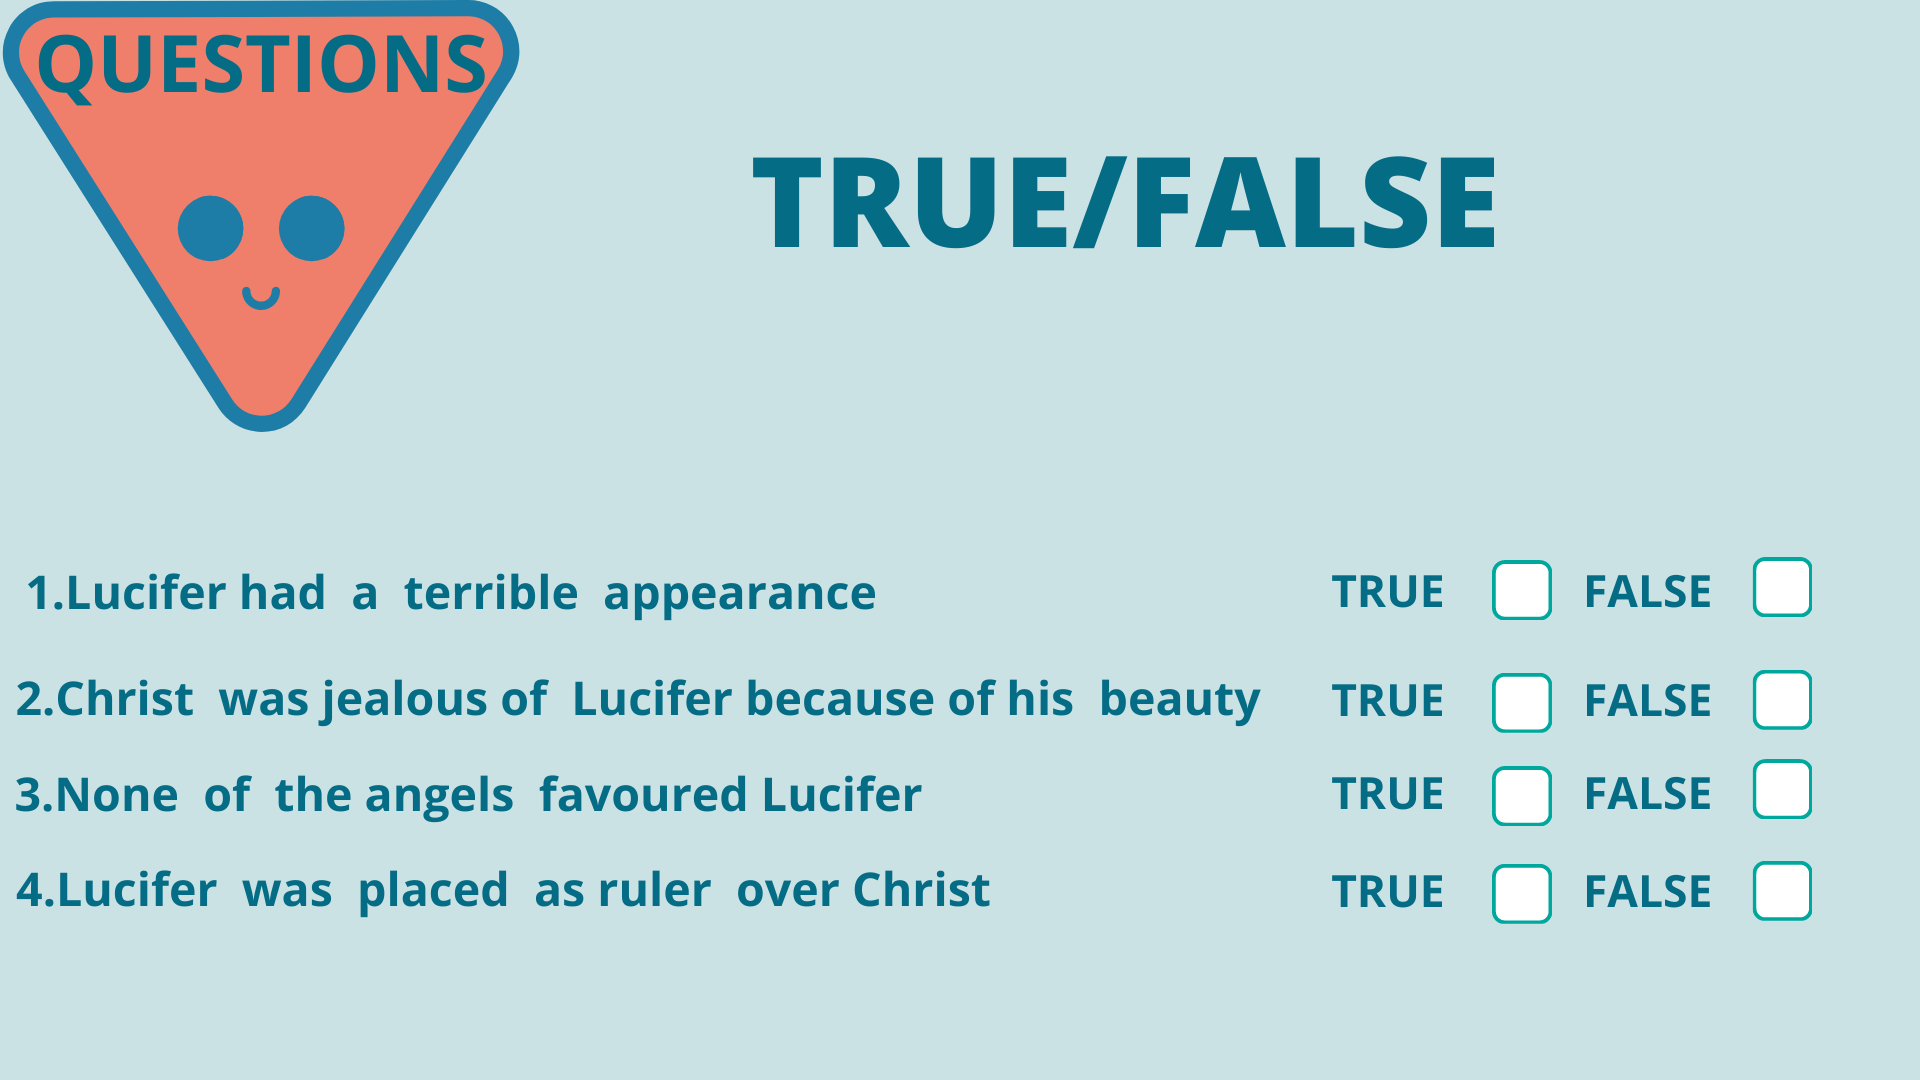 QUESTIONS
TRUE/FALSE
1.Lucifer had a terrible appearance TRUE FALSE
2.Christ was jealous of Lucifer because of his beauty TRUE FALSE
3.None of the angels favoured Lucifer TRUE FALSE
4.Lucifer was placed as ruler over Christ TRUE FALSE